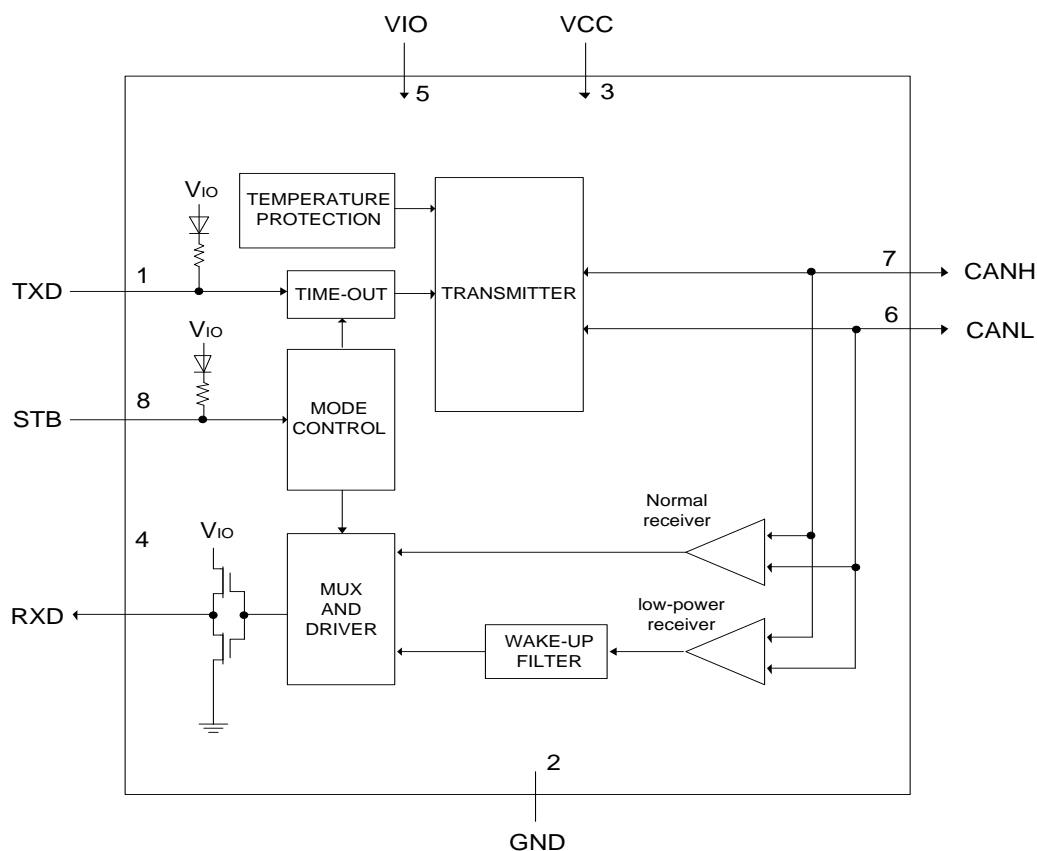 VIO
VCC
5
3
VIO
TEMPERATURE
PROTECTION
TXD
1
TIME-OUT
TRANSMITTER
7
CANH
6
CANL
VIO
STB
8
MODE
CONTROL
Normal
receiver
4
VIO
RXD
MUX
AND
DRIVER
low-power
receiver
WAKE-UP
FILTER
2
GND